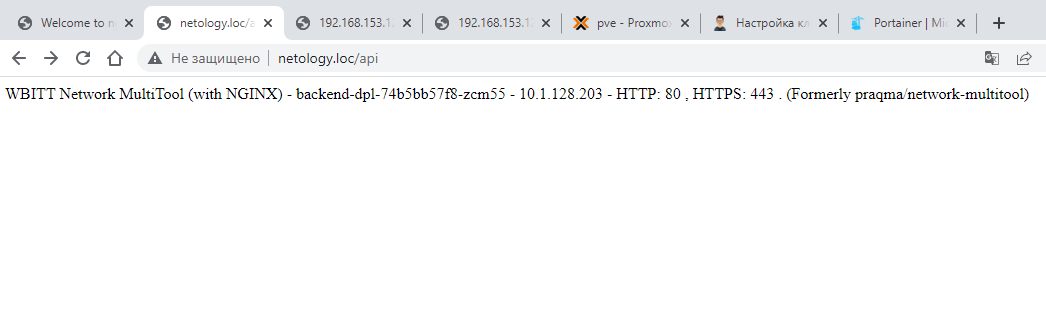 Welcome to n
netology.loc/a
192.168.153.1
192.168.153.1
pve - Proxmo
Настройка кл
Portainer | Mi
Не защищено
netology.loc/api
WBITT Network MultiTool (with NGINX) - backend-dpl-74b5bb57f8-zcm55 - 10.1.128.203 - HTTP: 80 , HTTPS: 443 . (Formerly praqma/network-multitool)